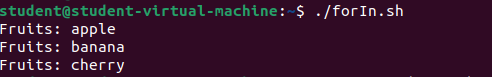 student@student-virtual-machine:~$ ./forIn.sh
Fruits: apple
Fruits: banana
Fruits: cherry